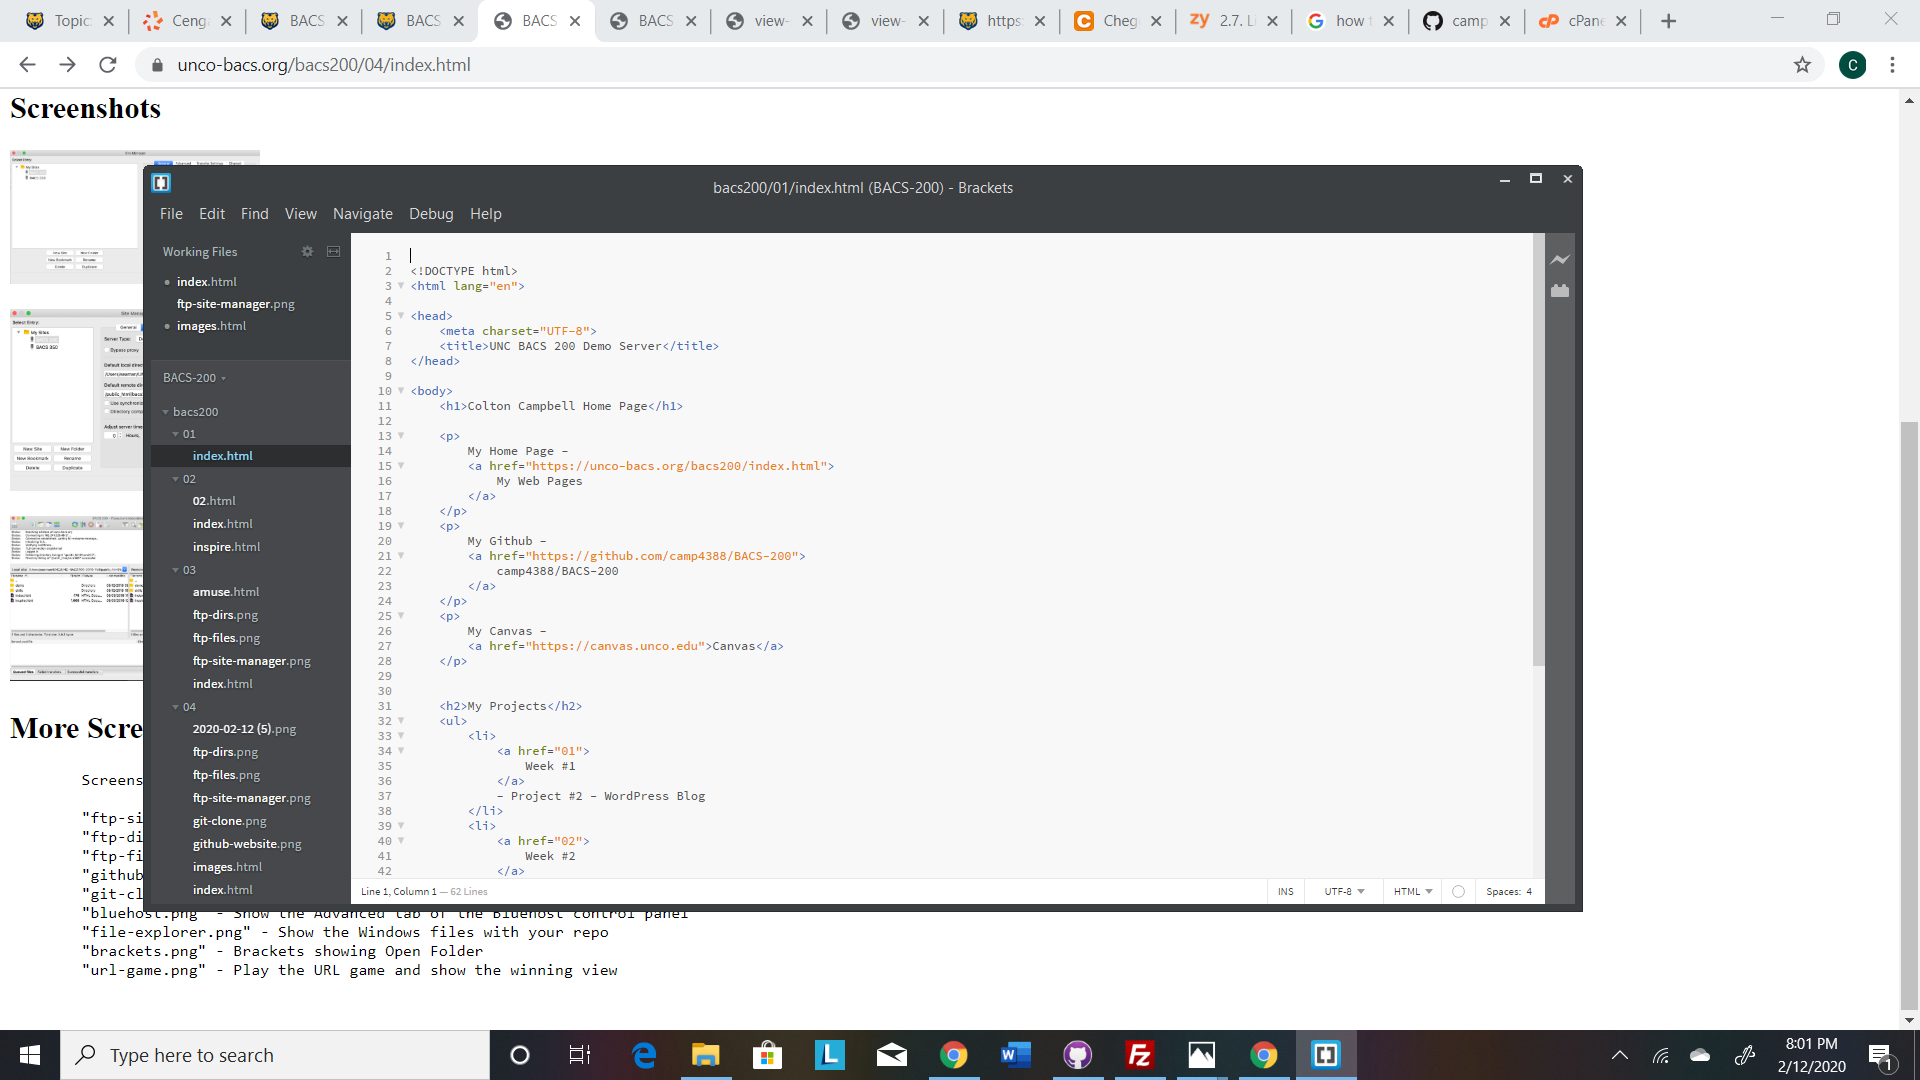 Topic:
Cenga
BACS
BACS
BACS
BACS
view-
view-
https:
Cheg
2.7. Li
how t
camp
cPane
unco-bacs.org/bacs200/04/index.html
C
Screenshots
bacs200/01/index.html (BACS-200) - Brackets
File Edit Find View Navigate Debug Help
Working Files
index.html
ftp-site-manager.png
images.html
BACS-200
bacs200
01
index.html
02
02.html
index.html
inspire.html
03
amuse.html
ftp-dirs.png
ftp-files.png
ftp-site-manager.png
index.html
04
2020-02-12 (5).png
ftp-dirs.png
ftp-files.png
ftp-site-manager.png
git-clone.png
github-website.png
images.html
index.html
1
2 <!DOCTYPE html>
3 <html lang="en">
4
5 <head>
6 <meta charset="UTF-8">
7 <title>UNC BACS 200 Demo Server</title>
8 </head>
9
10 <body>
11 <h1>Colton Campbell Home Page</h1>
12
13 <p>
14 My Home Page -
15 <a href="https://unco-bacs.org/bacs200/index.html">
16 My Web Pages
17 </a>
18 </p>
19 <p>
20 My Github -
21 <a href="https://github.com/camp4388/BACS-200">
22 camp4388/BACS-200
23 </a>
24 </p>
25 <p>
26 My Canvas -
27 <a href="https://canvas.unco.edu">Canvas</a>
28 </p>
29
30
31 <h2>My Projects</h2>
32 <ul>
33 <li>
34 <a href="01">
35 Week #1
36 </a>
37 - Project #2 - WordPress Blog
38 </li>
39 <li>
40 <a href="02">
41 Week #2
42 </a>
Line 1, Column 1 — 62 Lines
INS UTF-8 HTML Spaces: 4
More Scre
Screens
"ftp-si
"ftp-di
"ftp-fi
"github
"git-cl
"bluehost.png" - Show the Advanced tab of the Bluehost control panel
"file-explorer.png" - Show the Windows files with your repo
"brackets.png" - Brackets showing Open Folder
"url-game.png" - Play the URL game and show the winning view
Type here to search
8:01 PM
2/12/2020
1